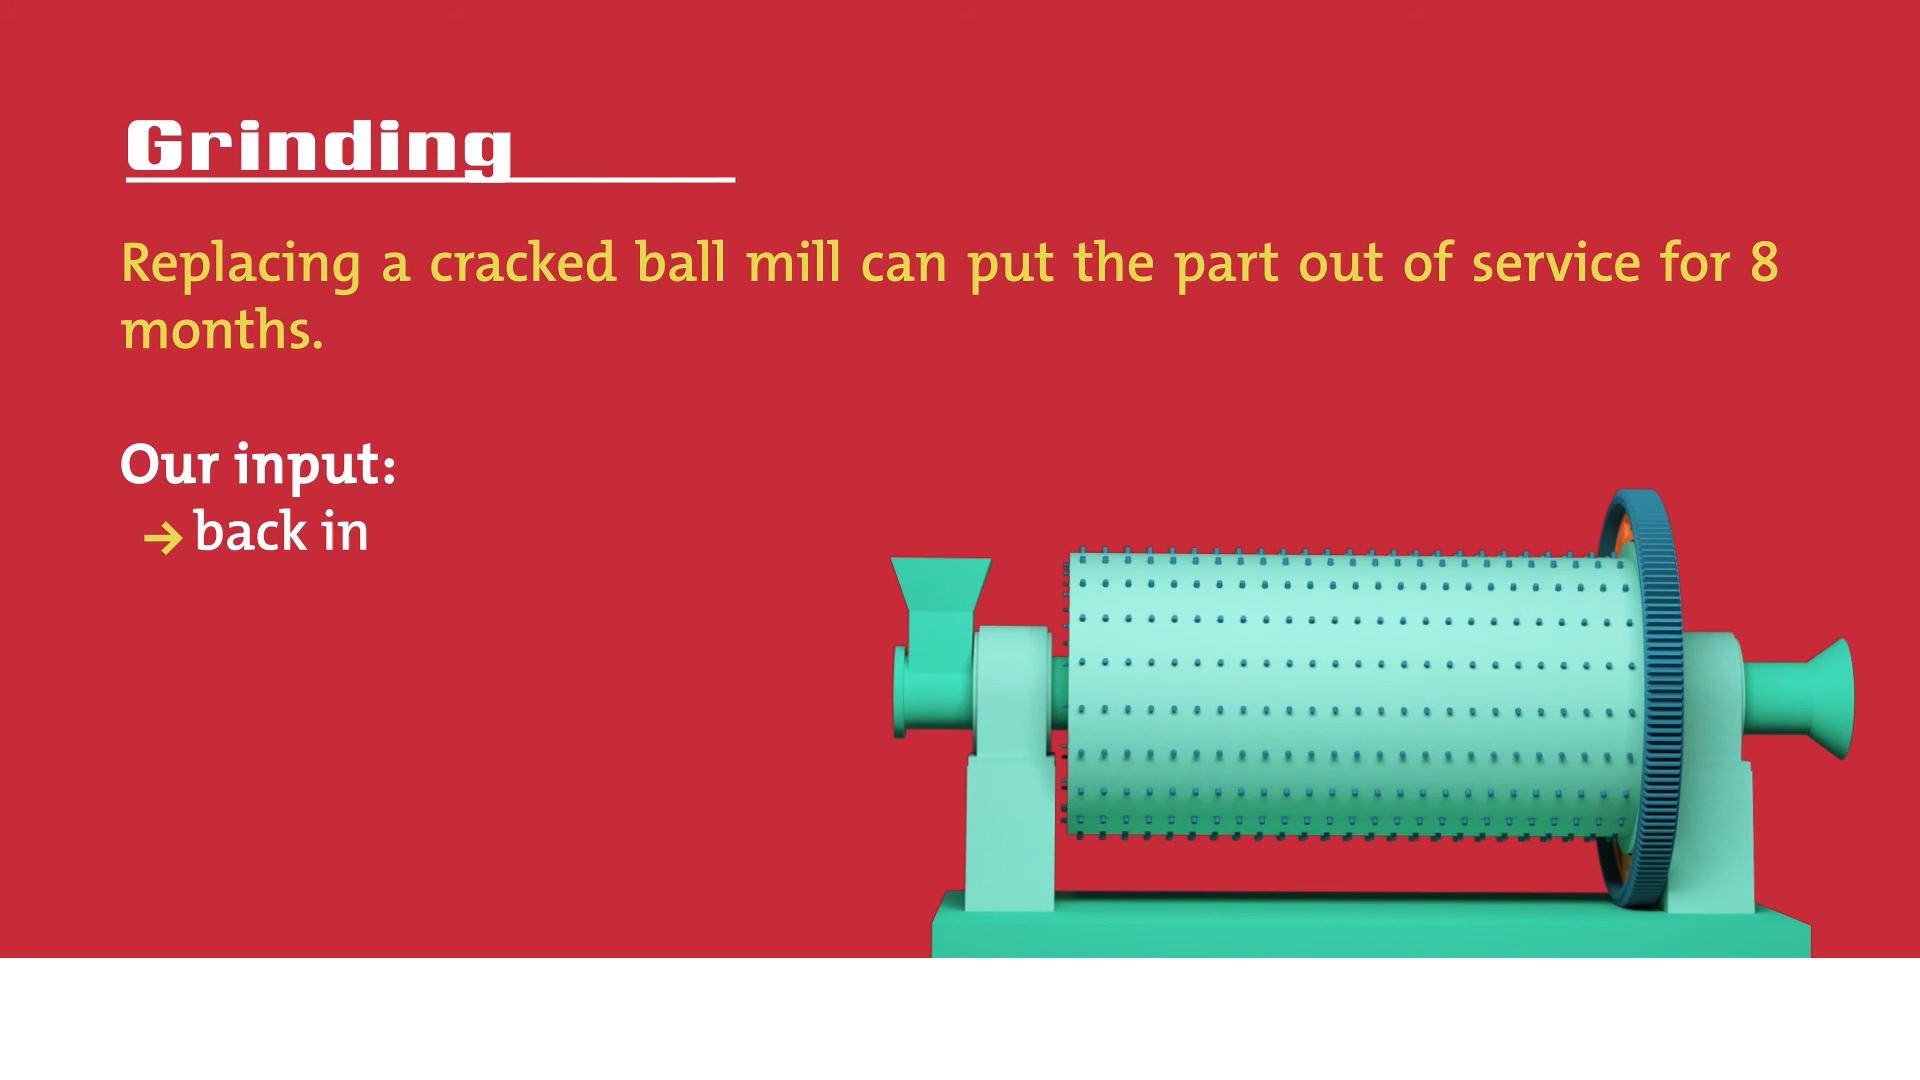 Grinding
Replacing a cracked ball mill can put the part out of service for 8
months.
Our input:
→ back in